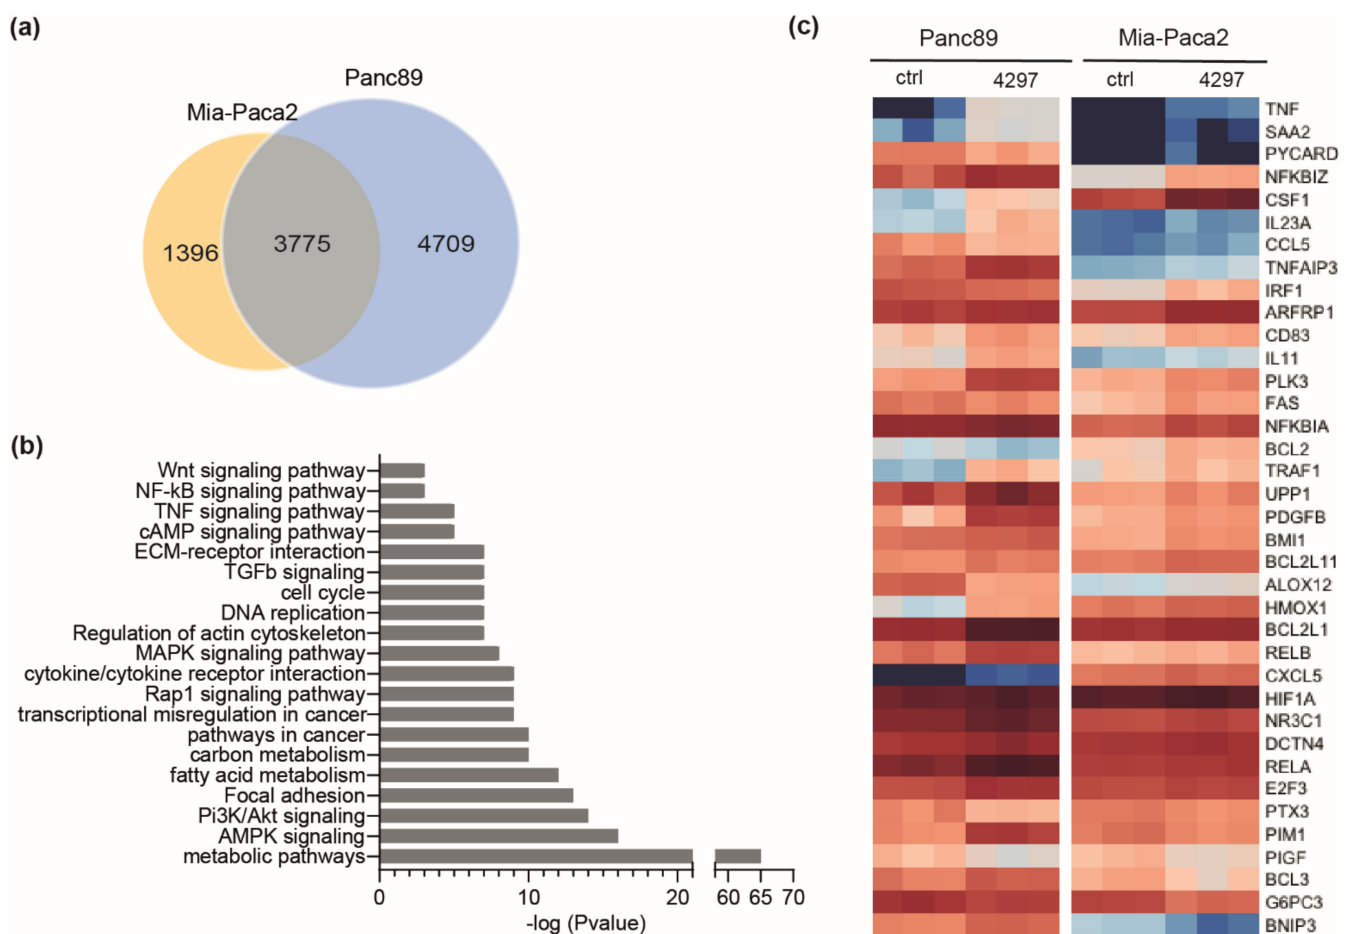 (a)
Panc89
Mia-Paca2
1396
3775
4709
(b)
Wnt signaling pathway
NF-kB signaling pathway
TNF signaling pathway
cAMP signaling pathway
ECM-receptor interaction
TGFb signaling
cell cycle
DNA replication
Regulation of actin cytoskeleton
MAPK signaling pathway
cytokine/cytokine receptor interaction
Rap1 signaling pathway
transcriptional misregulation in cancer
pathways in cancer
carbon metabolism
fatty acid metabolism
Focal adhesion
Pi3K/Akt signaling
AMPK signaling
metabolic pathways
0 10 20 60 65 70
-log (Pvalue)
(c)
Panc89 Mia-Paca2
ctrl 4297 ctrl 4297
TNF
SAA2
PYCARD
NFKBIZ
CSF1
IL23A
CCL5
TNFAIP3
IRF1
ARFRP1
CD83
IL11
PLK3
FAS
NFKBIA
BCL2
TRAF1
UPP1
PDGFB
BMI1
BCL2L11
ALOX12
HMOX1
BCL2L1
RELB
CXCL5
HIF1A
NR3C1
DCTN4
RELA
E2F3
PTX3
PIM1
PIGF
BCL3
G6PC3
BNIP3